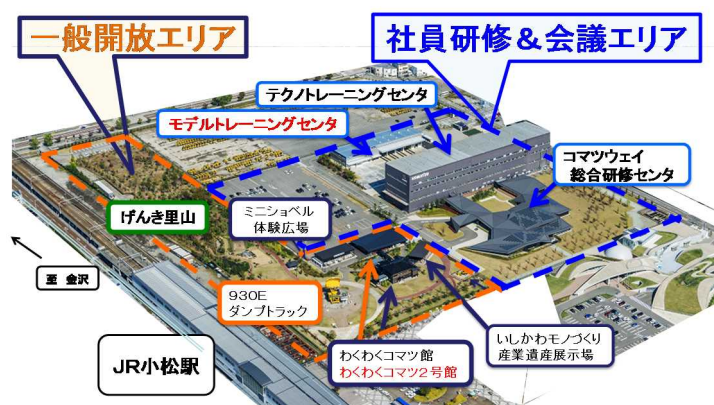 一般開放エリア
社員研修&会議エリア
テクノトレーニングセンタ
モデルトレーニングセンタ
コマツウェイ
総合研修センタ
げんき里山
ミニショベル
体験広場
至 金沢
930E
ダンプトラック
わくわくコマツ館
わくわくコマツ2号館
いしかわモノづくり
産業遺産展示場
JR小松駅
KOMATSU